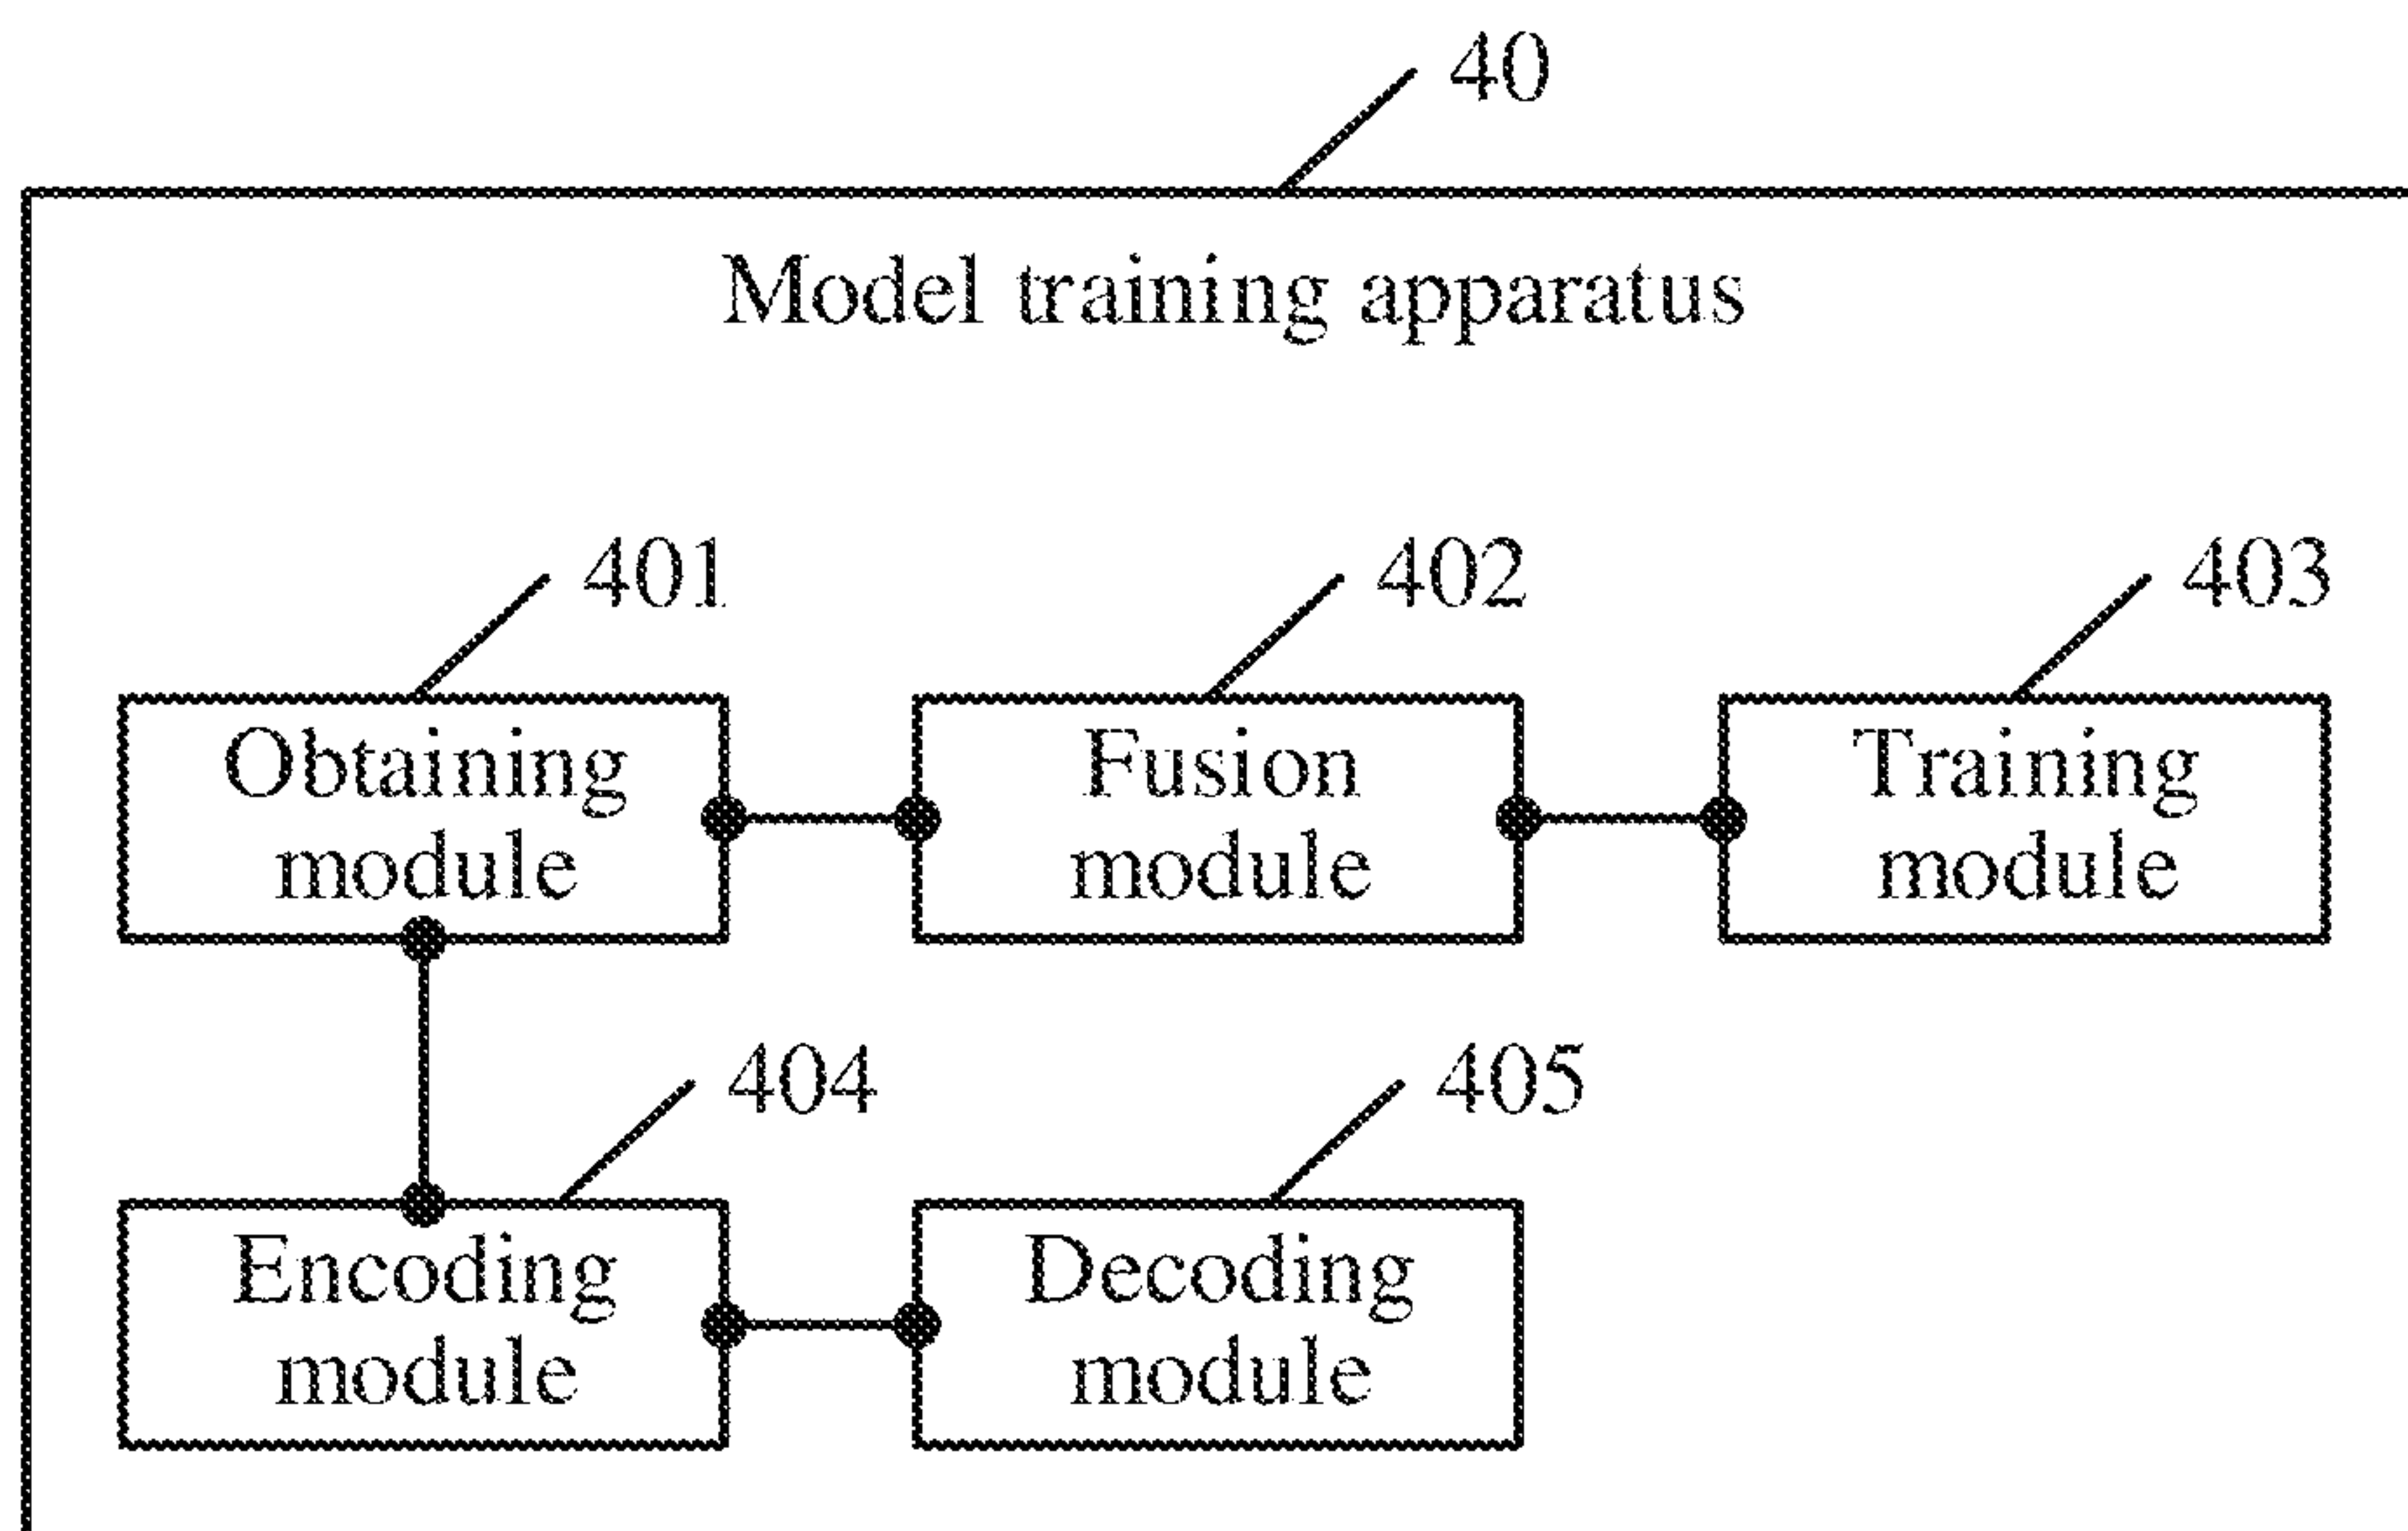 40
Model training apparatus
401
402
403
Obtaining
module
Fusion
module
Training
module
404
405
Encoding
module
Decoding
module